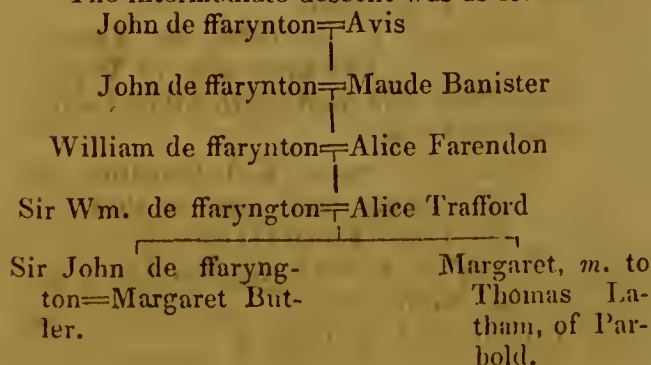 John de ffarynton=Avis
John de ffarynton=Maude Banister
William de ffarynton=Alice Farendon
Sir Wm. de ffaryngton=Alice Trafford
Sir John de ffaryng-
ton=Margaret But-
ler.
Margaret, m. to
Thomas La-
tham, of Par-
bold.